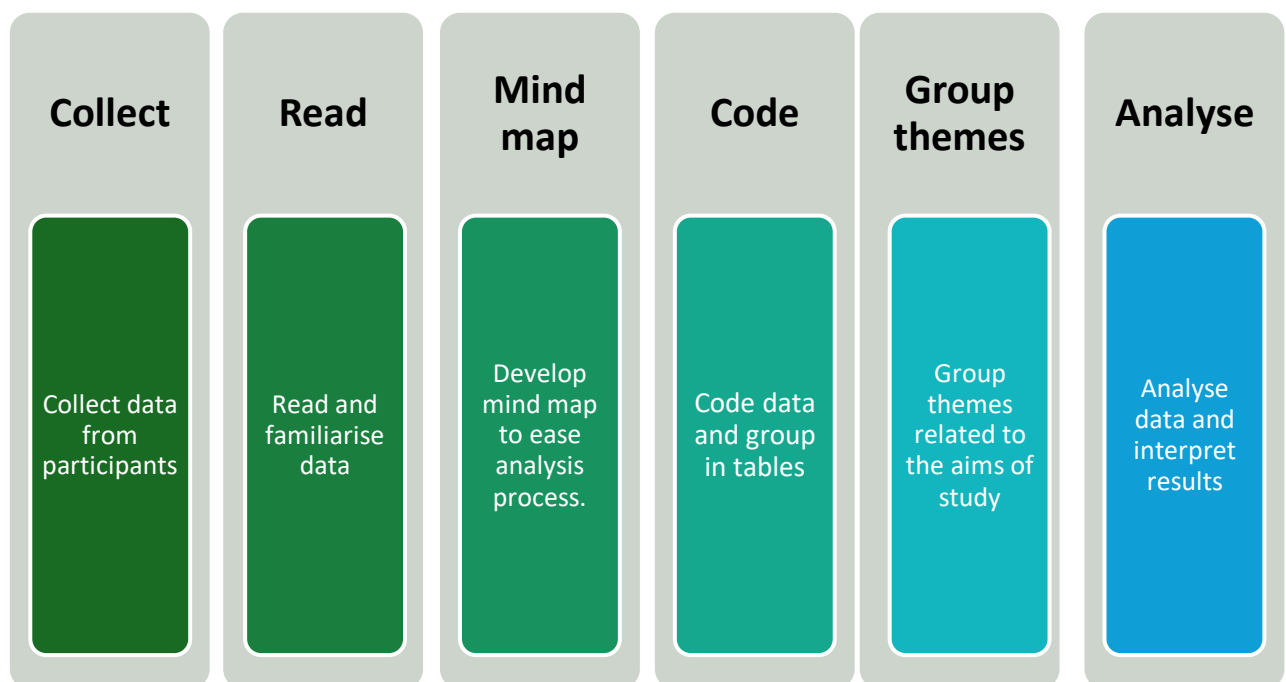 Collect
Collect data
from
participants
Read
Read and
familiarise
data
Mind
map
Develop
mind map
to ease
analysis
process.
Code
Code data
and group
in tables
Group
themes
Group
themes
related to
the aims of
study
Analyse
Analyse
data and
interpret
results